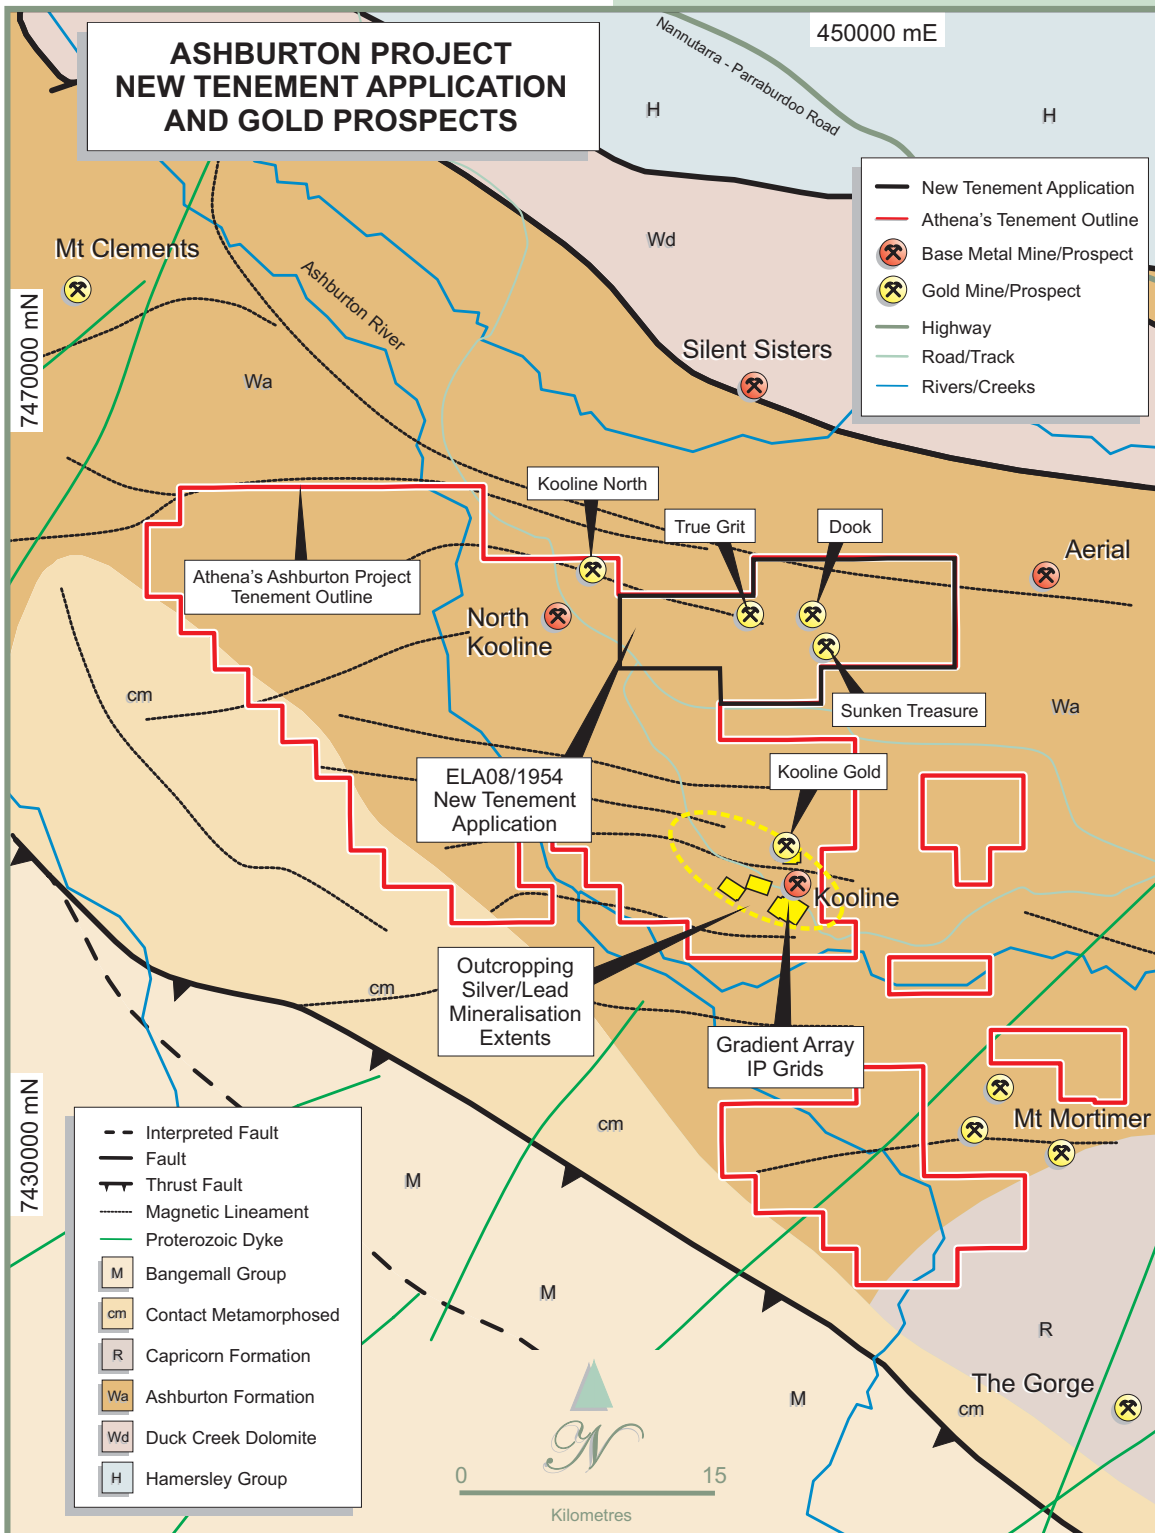 ASHBURTON PROJECT
NEW TENEMENT APPLICATION
AND GOLD PROSPECTS
450000 mE
Nannutarra - Parraburdoo Road
H
H
New Tenement Application
Athena's Tenement Outline
Base Metal Mine/Prospect
Gold Mine/Prospect
Highway
Road/Track
Rivers/Creeks
Wd
Mt Clements
Ashburton River
7470000 mN
Wa
Silent Sisters
Kooline North
True Grit
Dook
Aerial
Athena's Ashburton Project
Tenement Outline
North
Kooline
cm
Sunken Treasure
Wa
ELA08/1954
New Tenement
Application
Kooline Gold
Kooline
Outcropping
Silver/Lead
Mineralisation
Extents
cm
Gradient Array
IP Grids
7430000 mN
Mt Mortimer
cm
M
Interpreted Fault
Fault
Thrust Fault
Magnetic Lineament
Proterozoic Dyke
M Bangemall Group
cm Contact Metamorphosed
R Capricorn Formation
Wa Ashburton Formation
Wd Duck Creek Dolomite
H Hamersley Group
M
R
The Gorge
M
cm
N
0 15
Kilometres